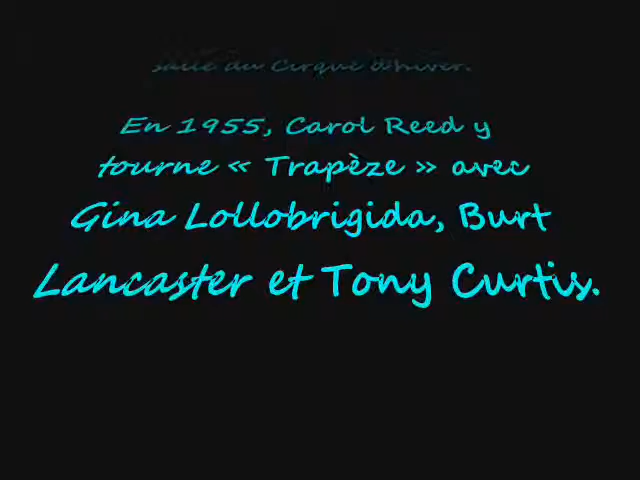 salle du Cirque d'hiver.
En 1955, Carol Reed y
tourne « Trapèze » avec
Gina Lollobrigida, Burt
Lancaster et Tony Curtis.